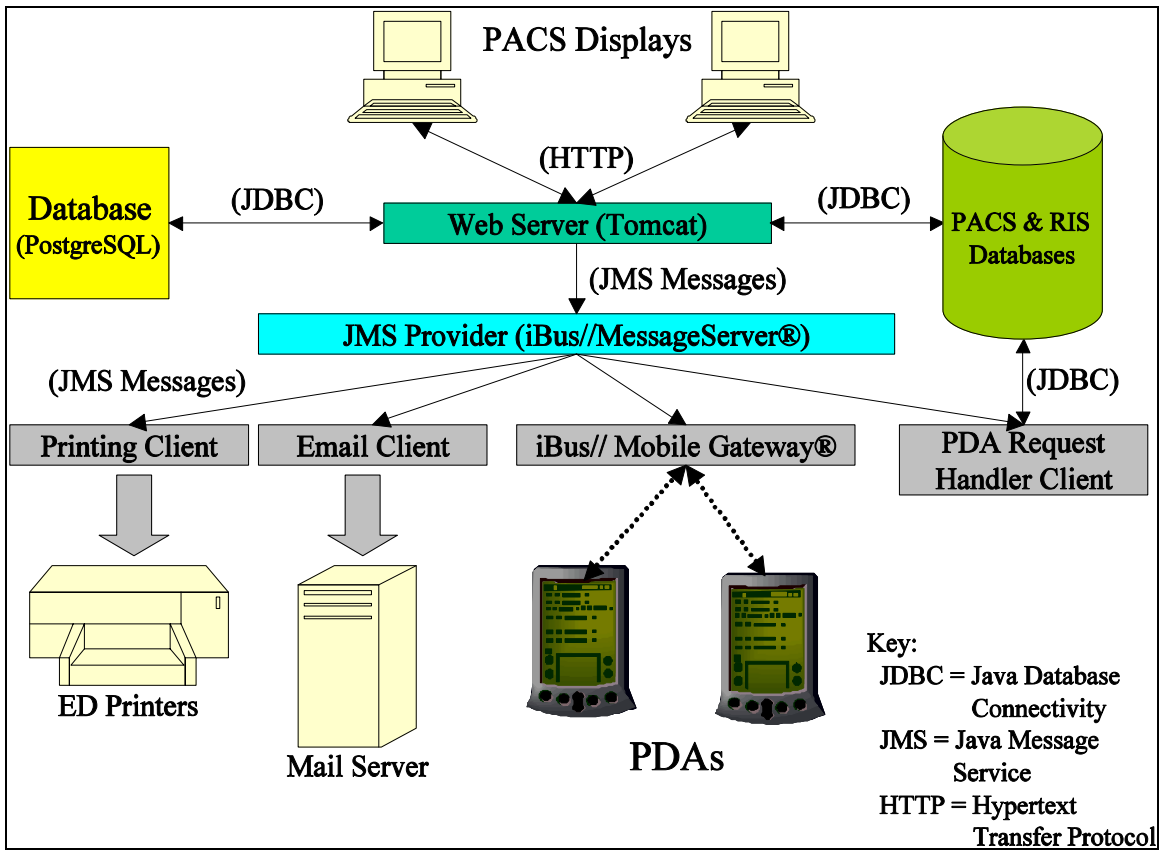 PACS Displays
(HTTP)
Database
(PostgreSQL)
(JDBC)
Web Server (Tomcat)
(JDBC)
PACS & RIS
Databases
(JMS Messages)
JMS Provider (iBus//MessageServer®)
(JMS Messages)
(JDBC)
Printing Client
Email Client
iBus// Mobile Gateway®
PDA Request
Handler Client
ED Printers
Mail Server
PDAs
Key:
JDBC = Java Database
Connectivity
JMS = Java Message
Service
HTTP = Hypertext
Transfer Protocol